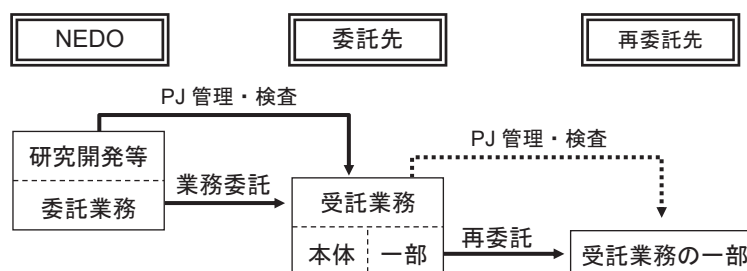 NEDO
委託先
再委託先
PJ 管理・検査
PJ 管理・検査
研究開発等
業務委託
受託業務
委託業務
再委託
本体
一部
受託業務の一部